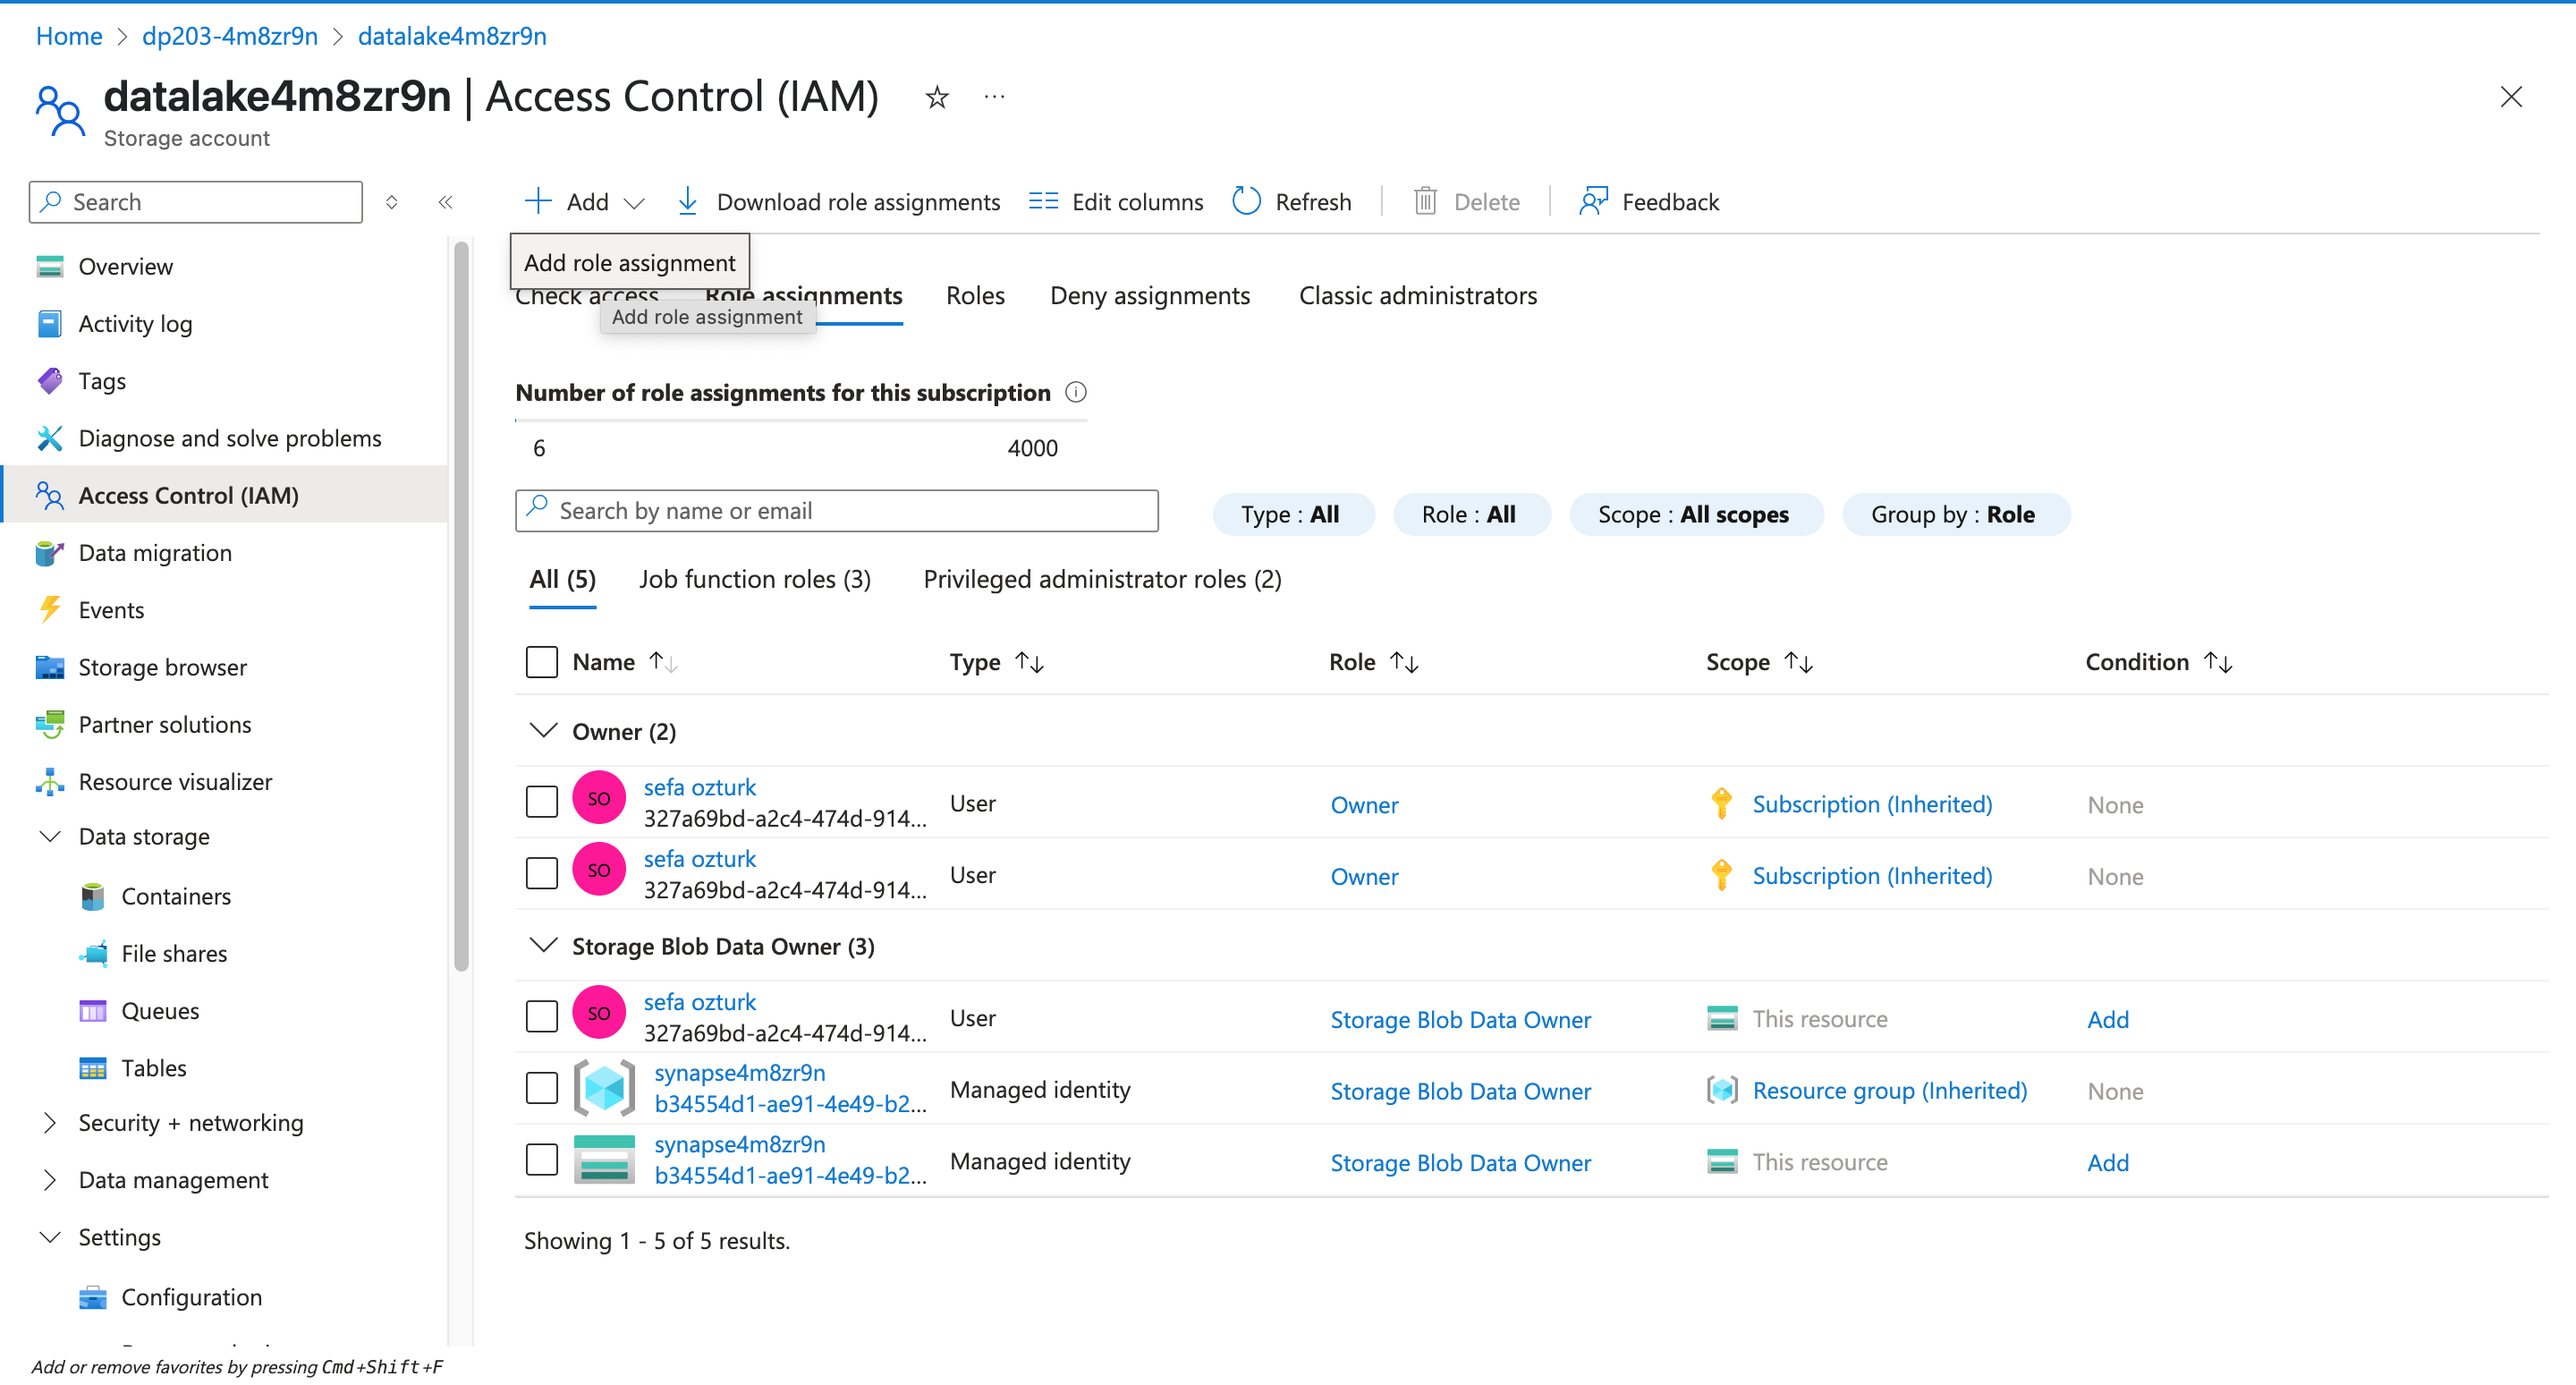 Home > dp203-4m8zr9n > datalake4m8zr9n
datalake4m8zr9n | Access Control (IAM)
Storage account
Search
Add
Download role assignments
Edit columns
Refresh
Delete
Feedback
Add role assignment
Check access
Role assignments
Roles
Deny assignments
Classic administrators
Add role assignment
Overview
Activity log
Tags
Diagnose and solve problems
Access Control (IAM)
Data migration
Events
Storage browser
Partner solutions
Resource visualizer
Data storage
Containers
File shares
Queues
Tables
Security + networking
Data management
Settings
Configuration
Add or remove favorites by pressing Cmd+Shift+F
Number of role assignments for this subscription
6 4000
Search by name or email
Type : All
Role : All
Scope : All scopes
Group by : Role
All (5)
Job function roles (3)
Privileged administrator roles (2)
Name Type Role Scope Condition
Owner (2)
SO sefa ozturk
327a69bd-a2c4-474d-914...
User Owner Subscription (Inherited) None
SO sefa ozturk
327a69bd-a2c4-474d-914...
User Owner Subscription (Inherited) None
Storage Blob Data Owner (3)
SO sefa ozturk
327a69bd-a2c4-474d-914...
User Storage Blob Data Owner This resource Add
synapse4m8zr9n
b34554d1-ae91-4e49-b2...
Managed identity Storage Blob Data Owner Resource group (Inherited) None
synapse4m8zr9n
b34554d1-ae91-4e49-b2...
Managed identity Storage Blob Data Owner This resource Add
Showing 1 - 5 of 5 results.